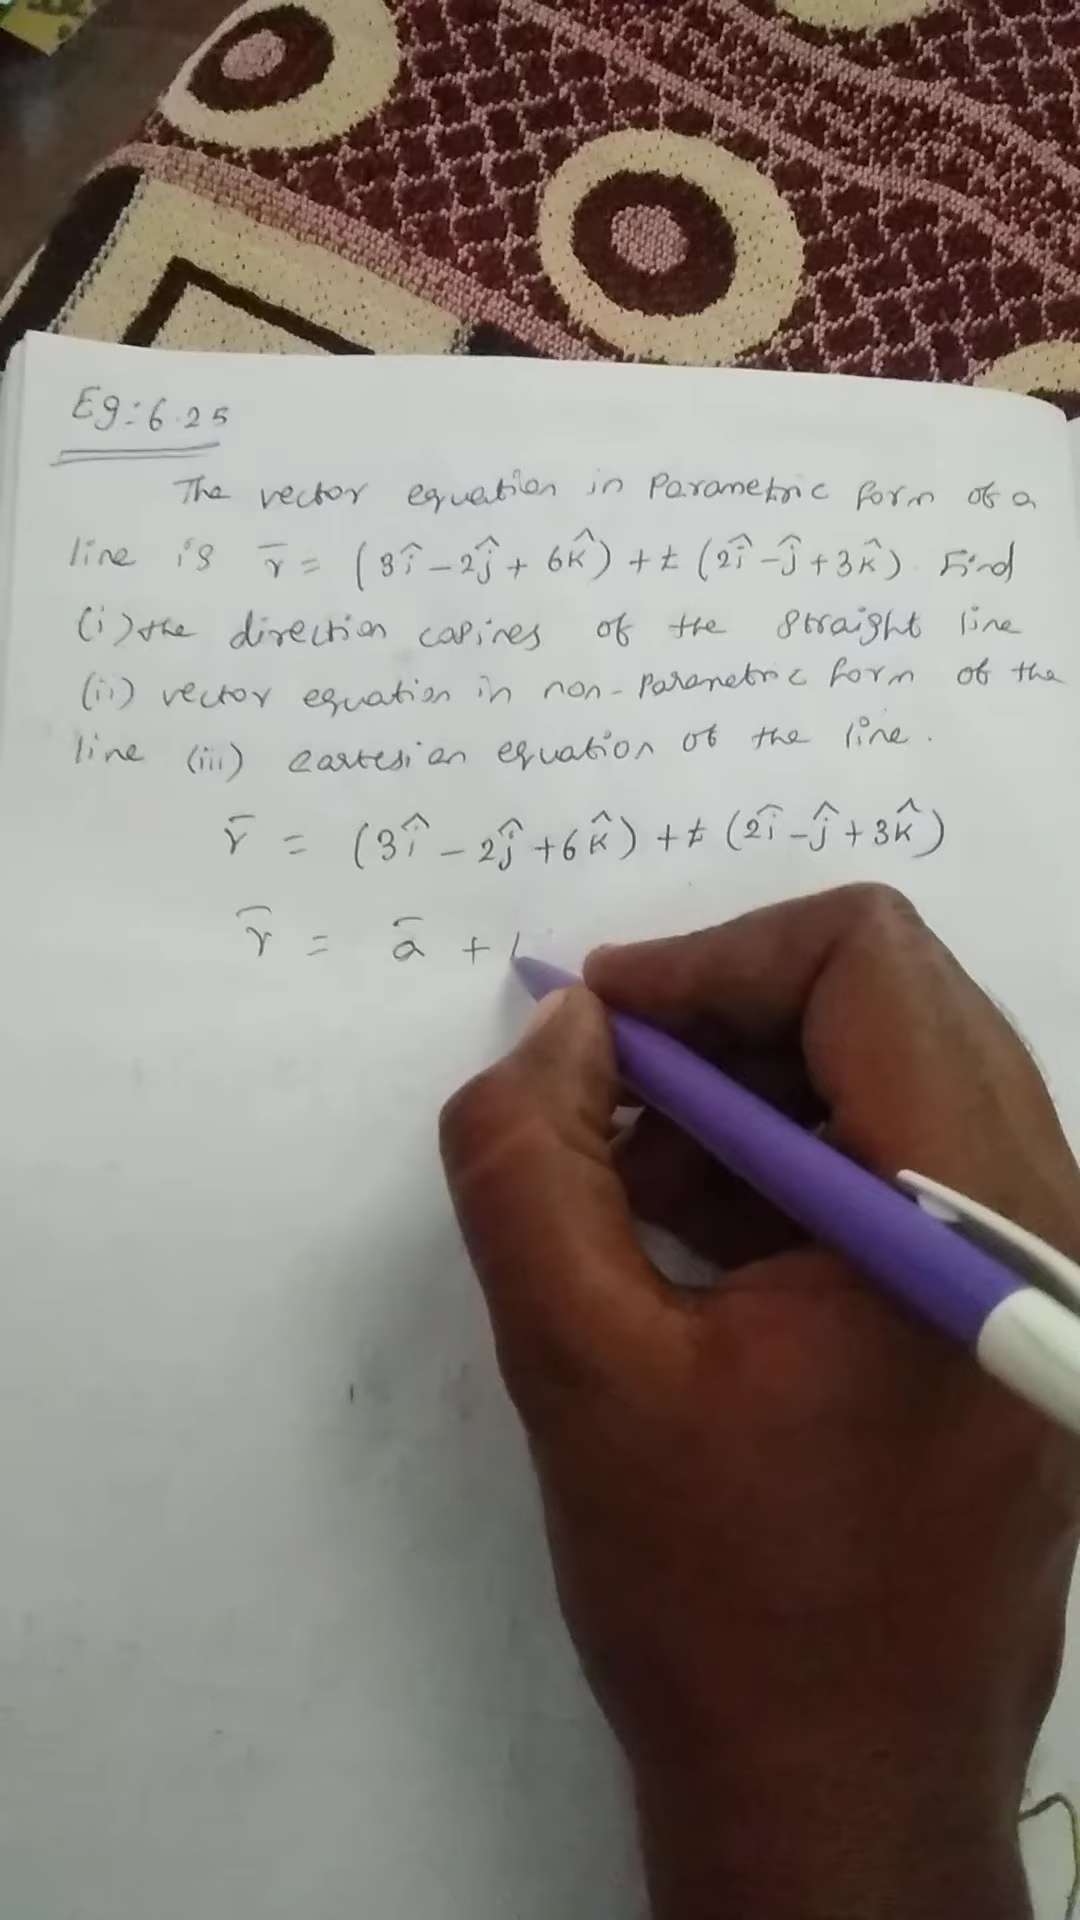 Eg:6.25
The vector equation in Parametric form of a
line is r̄ = (3î - 2ĵ + 6k̂) + t (2î - ĵ + 3k̂). Find
(i) the direction cosines of the straight line
(ii) vector equation in non-Parametric form of the
line (iii) cartesian equation of the line.
r̄ = (3î - 2ĵ + 6k̂) + t (2î - ĵ + 3k̂)
r̄ = ā +